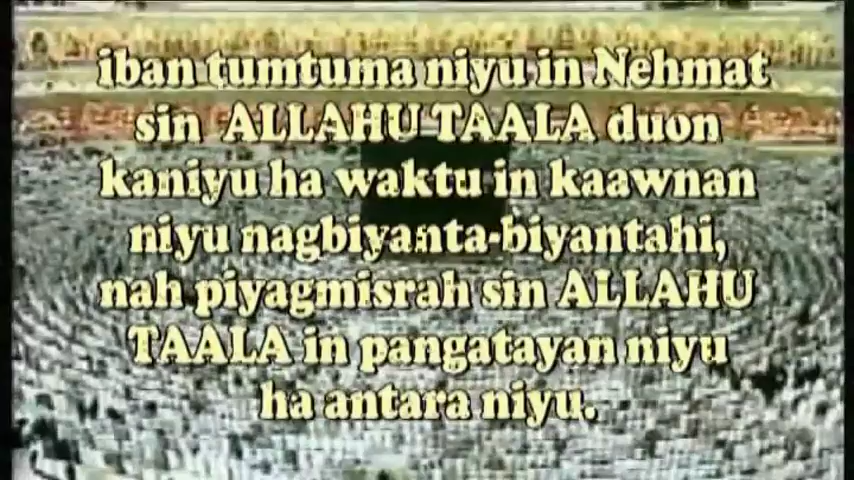 iban tumtuma niyu in Nehmat
sin ALLAHU TAALA duon
kaniyu ha waktu in kaawnan
niyu nagbiyanta-biyantahi,
nah piyagmisrah sin ALLAHU
TAALA in pangatayan niyu
ha antara niyu.